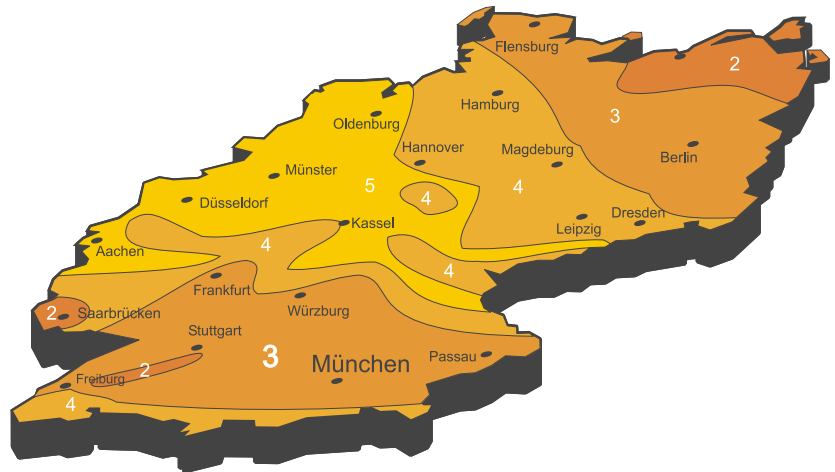 Flensburg
2
Hamburg
Oldenburg
3
Hannover
Magdeburg
Berlin
Münster
5
4
4
Düsseldorf
Kassel
Leipzig
Dresden
Aachen
4
4
Frankfurt
Würzburg
2
Saarbrücken
Stuttgart
3
München
Passau
2
Freiburg
4